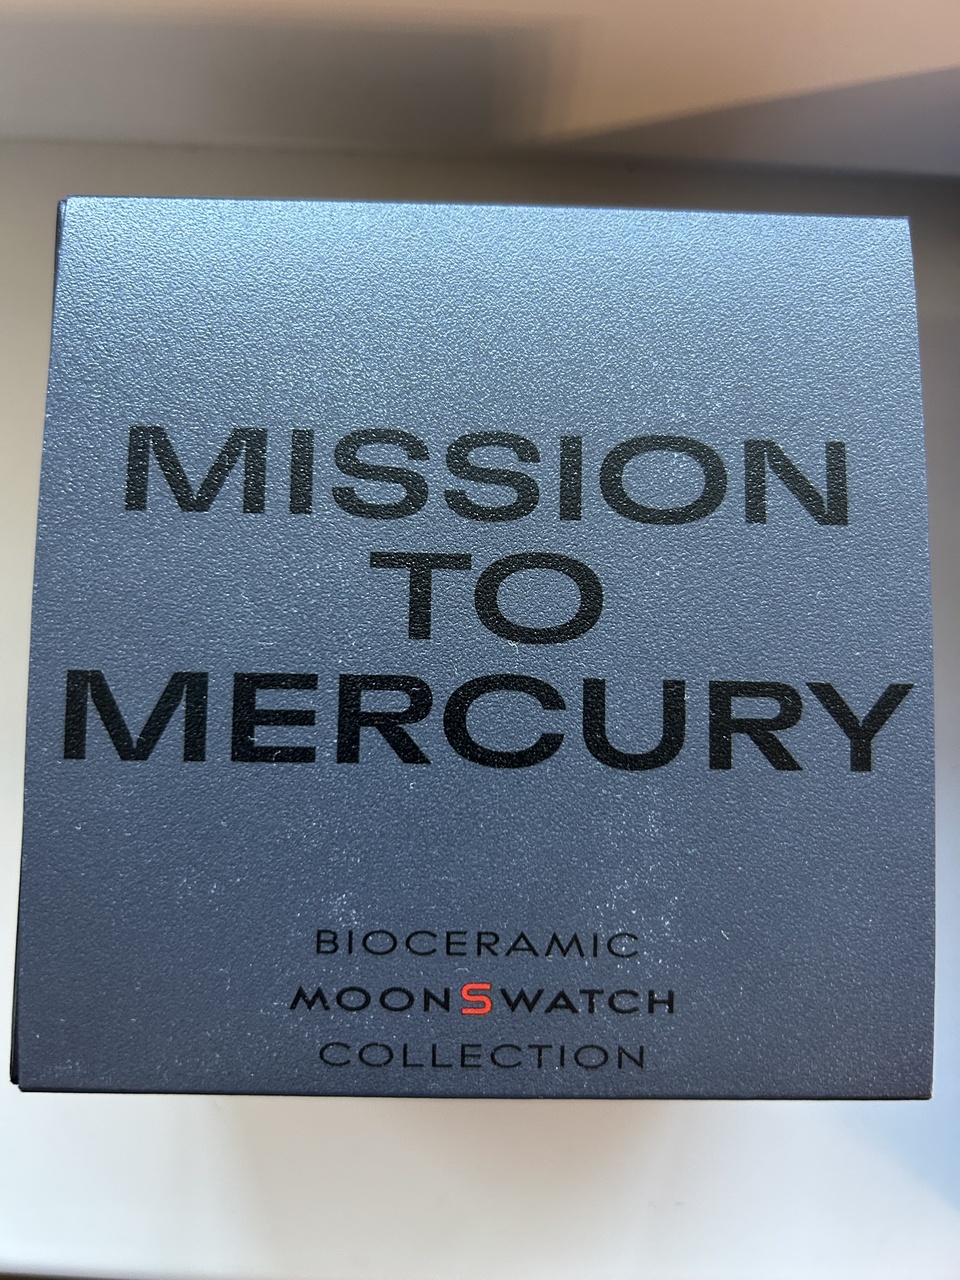 MISSION
TO
MERCURY
BIOCERAMIC
MOONSWATCH
COLLECTION